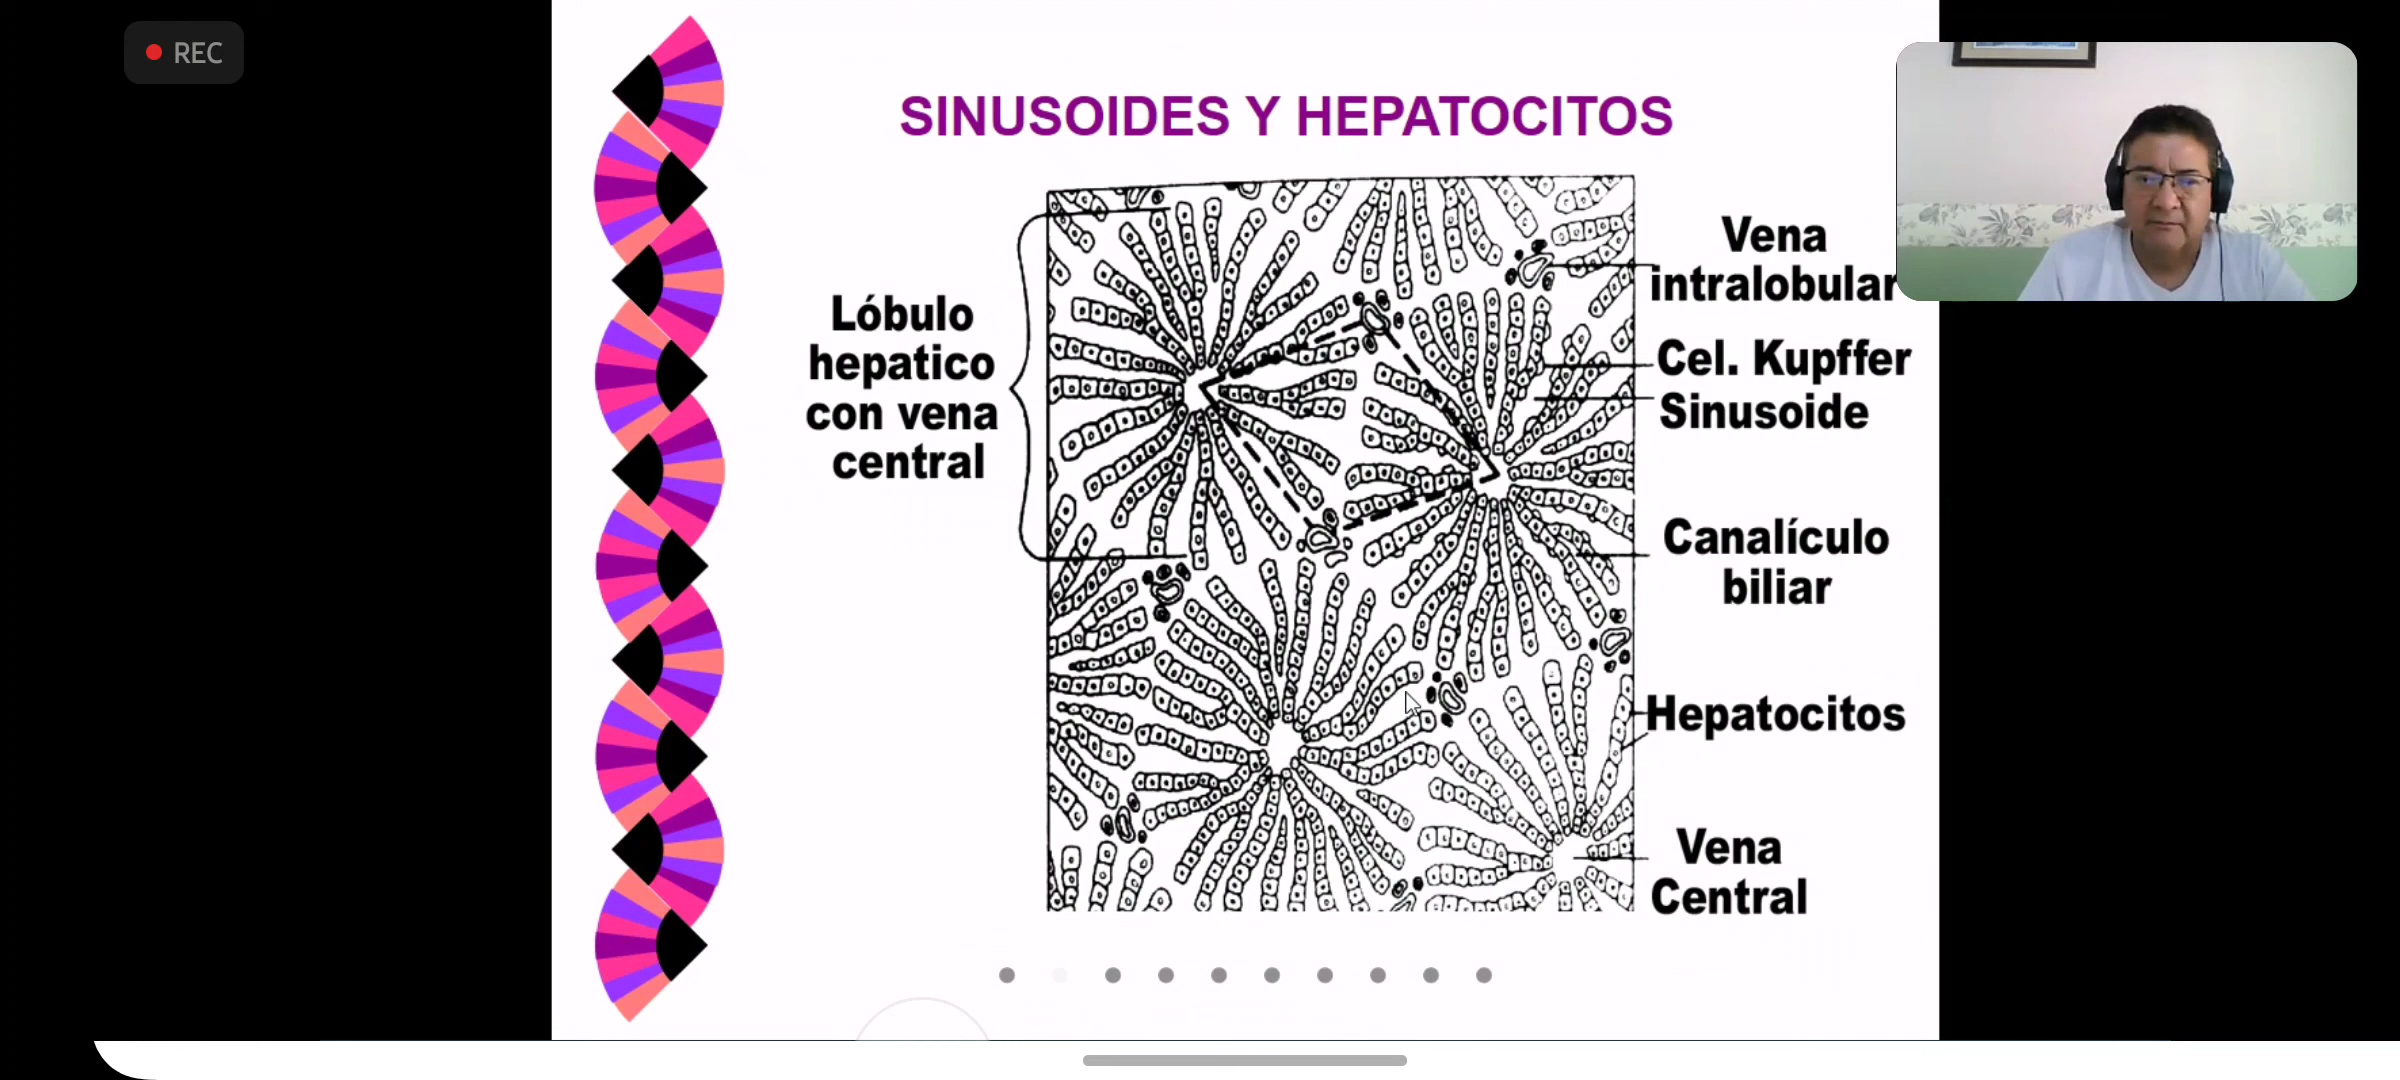 REC
SINUSOIDES Y HEPATOCITOS
Lóbulo
hepatico
con vena
central
Vena
intralobular
Cel. Kupffer
Sinusoide
Canalículo
biliar
Hepatocitos
Vena
Central